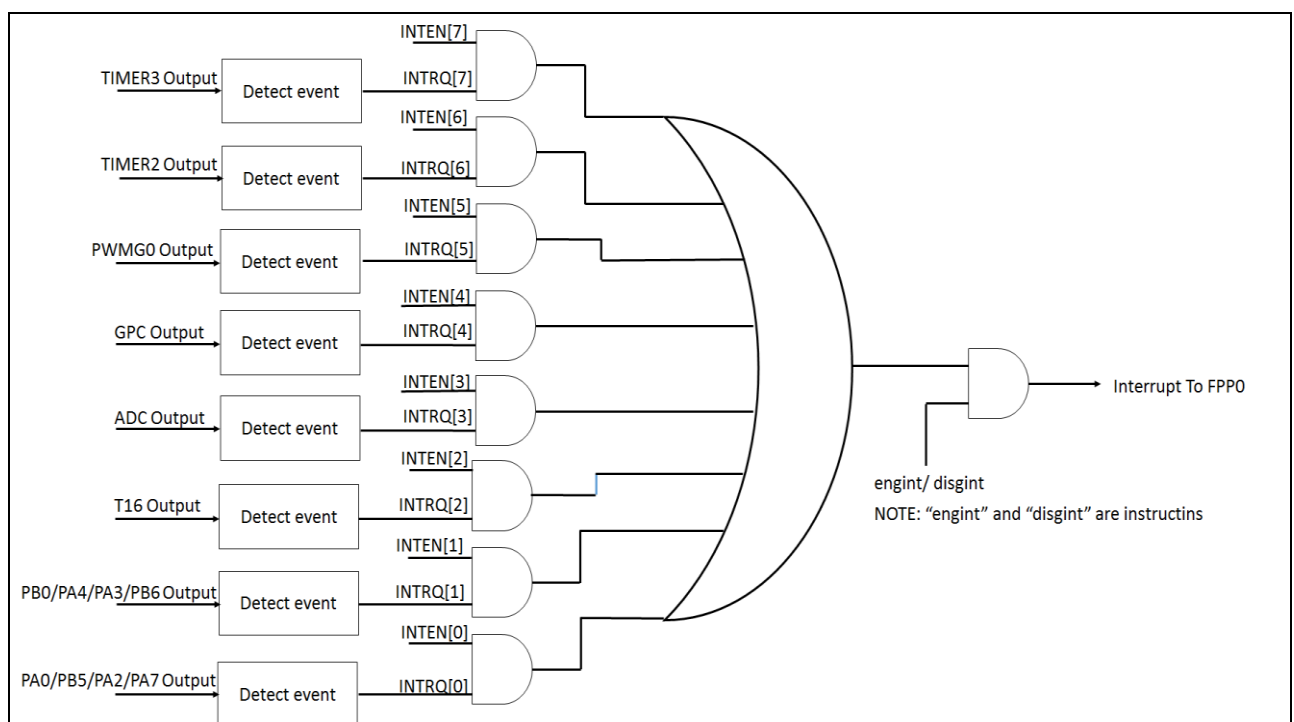 INTEN[7]
TIMER3 Output
Detect event
INTRQ[7]
INTEN[6]
TIMER2 Output
Detect event
INTRQ[6]
INTEN[5]
PWMG0 Output
Detect event
INTRQ[5]
INTEN[4]
GPC Output
Detect event
INTRQ[4]
INTEN[3]
ADC Output
Detect event
INTRQ[3]
INTEN[2]
T16 Output
Detect event
INTRQ[2]
INTEN[1]
PB0/PA4/PA3/PB6 Output
Detect event
INTRQ[1]
INTEN[0]
PA0/PB5/PA2/PA7 Output
Detect event
INTRQ[0]
Interrupt To FPP0
engint/ disgint
NOTE: “engint” and “disgint” are instructins